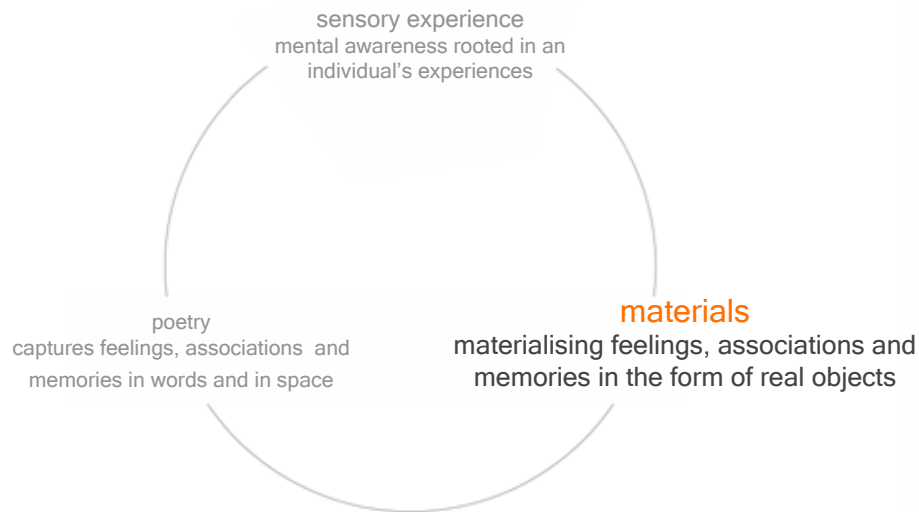 sensory experience
mental awareness rooted in an
individual's experiences
poetry
captures feelings, associations and
memories in words and in space
materials
materialising feelings, associations and
memories in the form of real objects